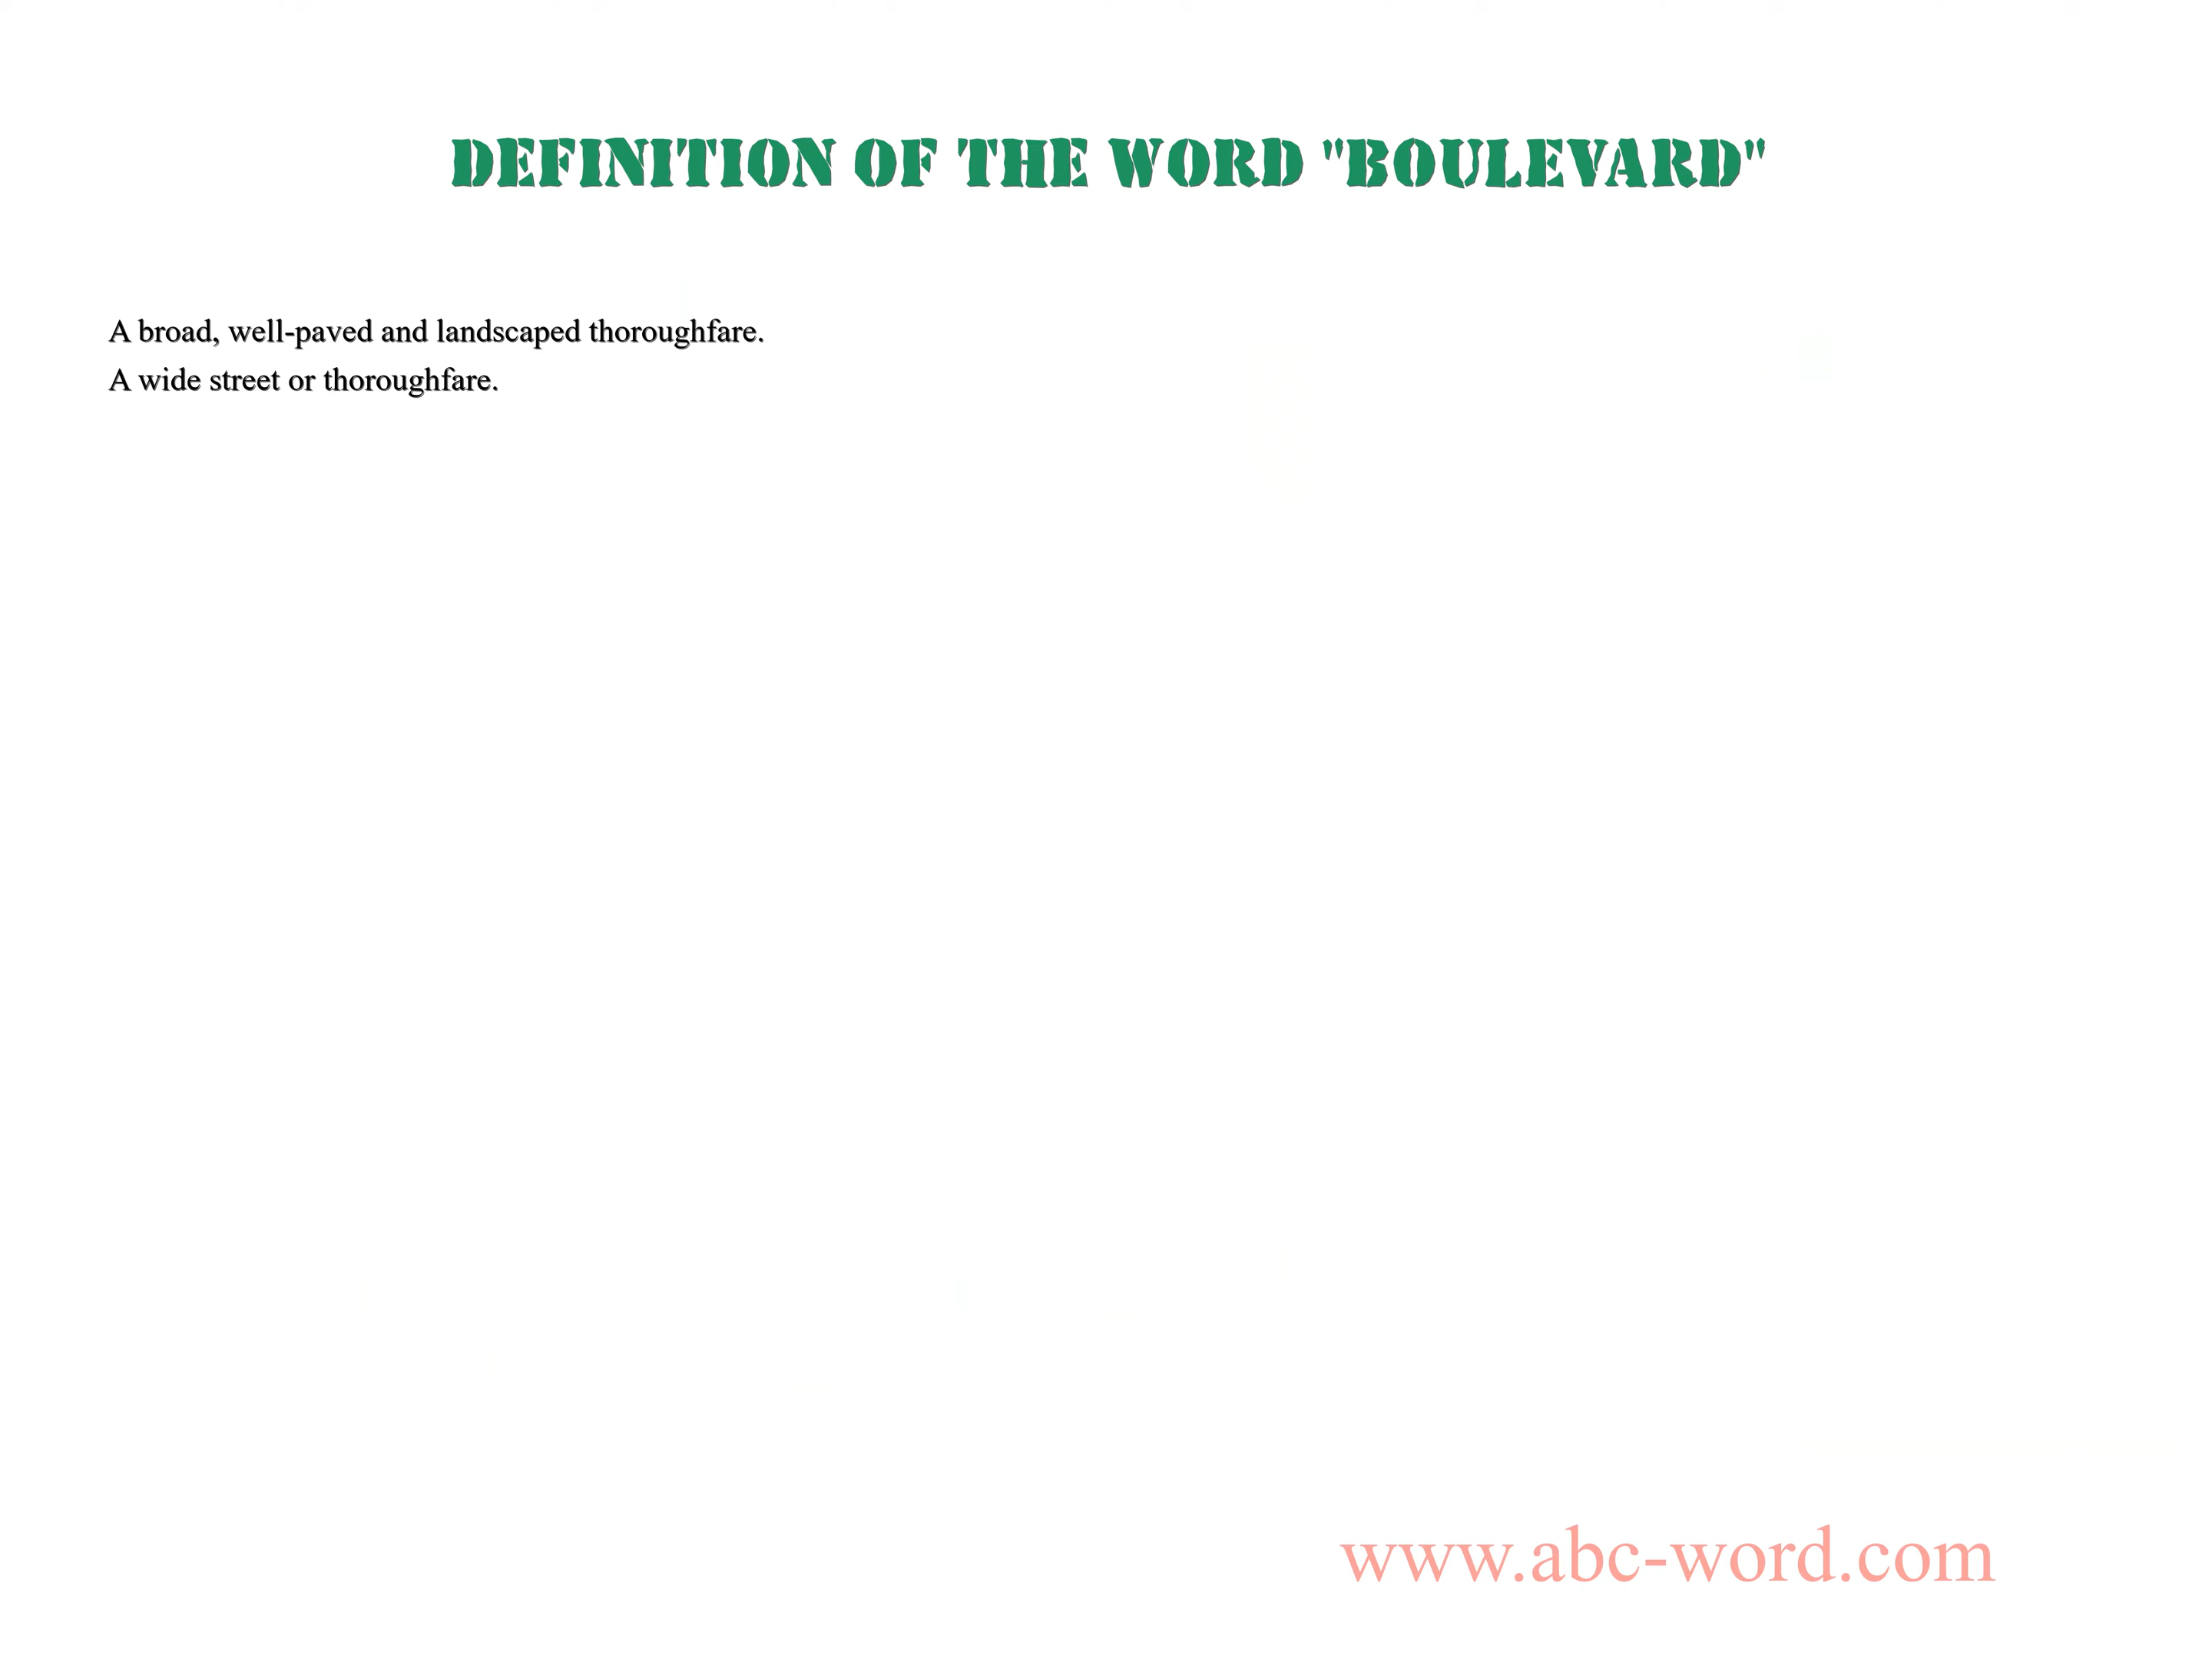 DEFINITION OF THE WORD "BOULEVARD"
A broad, well-paved and landscaped thoroughfare.
A wide street or thoroughfare.
www.abc-word.com